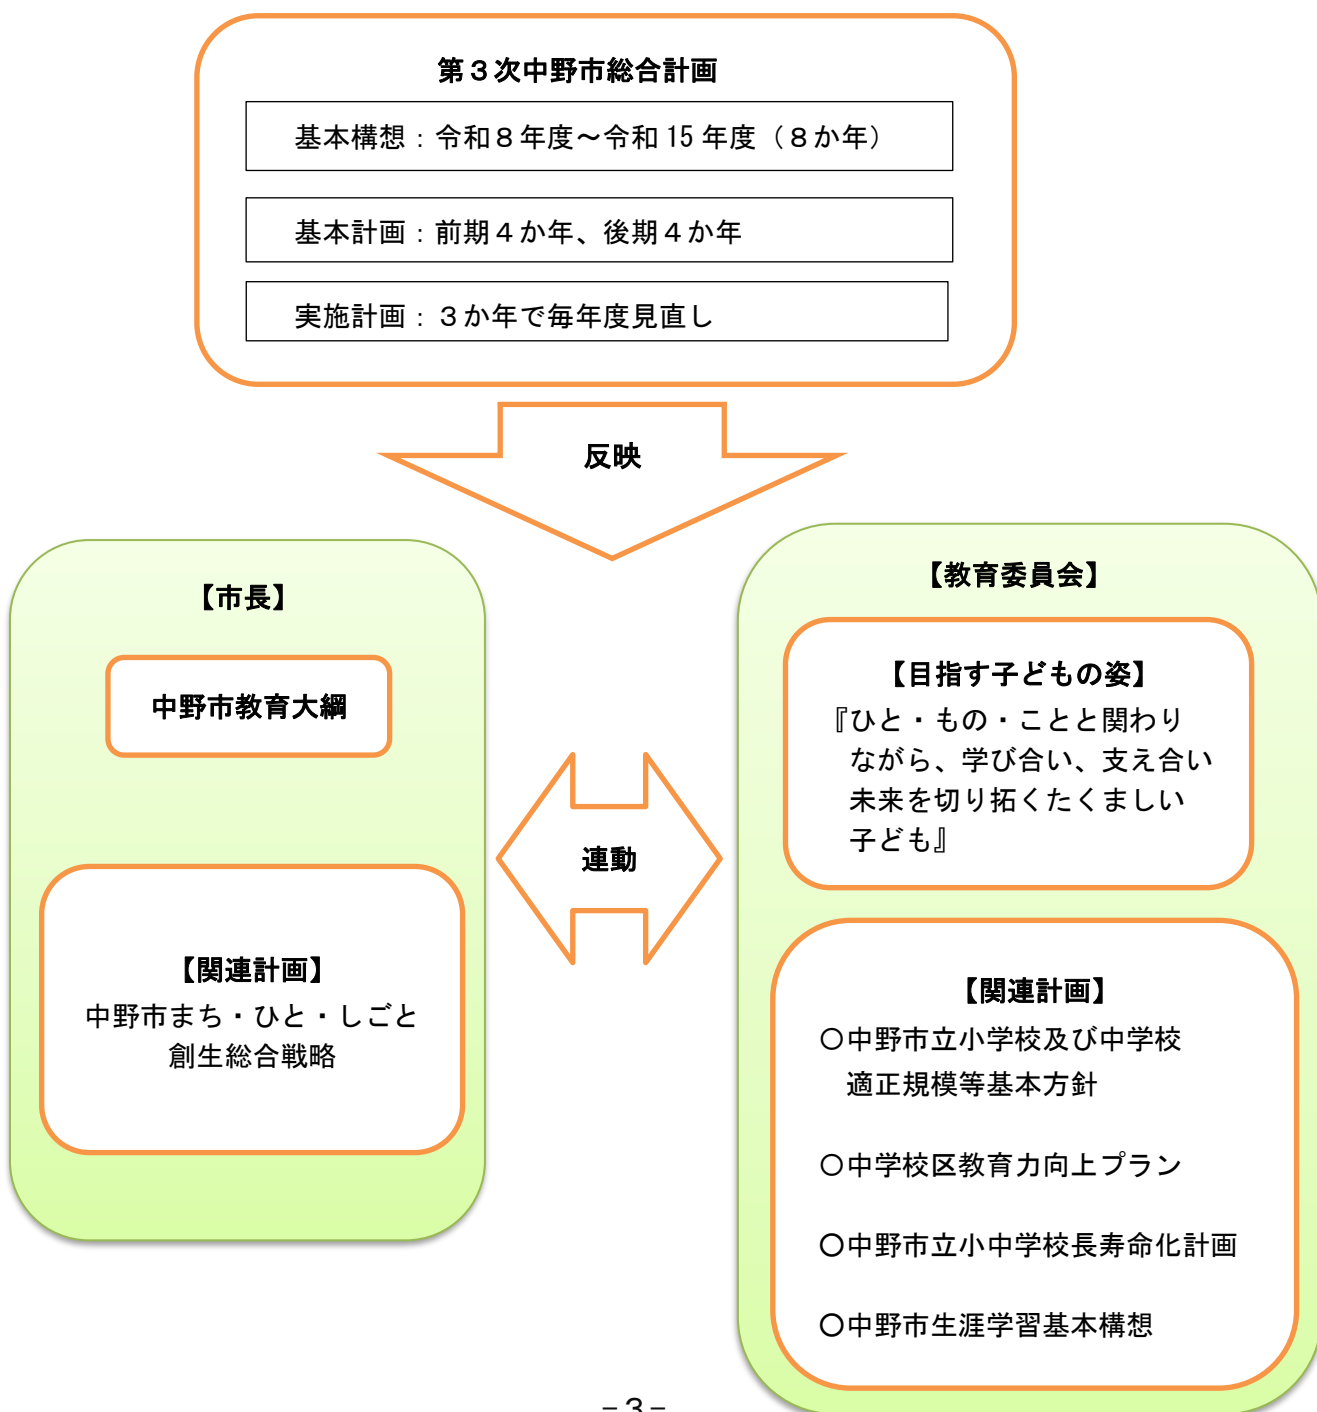 第３次中野市総合計画
基本構想：令和８年度～令和 15 年度（８か年）
基本計画：前期４か年、後期４か年
実施計画：３か年で毎年度見直し
反映
【市長】
中野市教育大綱
【関連計画】
中野市まち・ひと・しごと
創生総合戦略
連動
【教育委員会】
【目指す子どもの姿】
『ひと・もの・ことと関わり
ながら、学び合い、支え合い
未来を切り拓くたくましい
子ども』
【関連計画】
〇中野市立小学校及び中学校
適正規模等基本方針
〇中学校区教育力向上プラン
〇中野市立小中学校長寿命化計画
〇中野市生涯学習基本構想
－３－